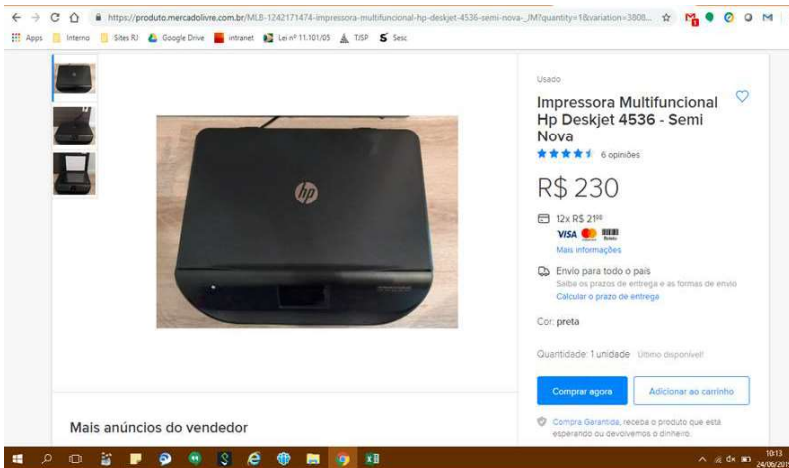 https://produto.mercadolivre.com.br/MLB-1242171474-impressora-multifuncional-hp-deskjet-4536-semi-nova-_JM?quantity=1&variation=3808...
Apps Interno Sites RJ Google Drive intranet Lei nº 11.101/05 TJSP Sesc
Usado
Impressora Multifuncional
Hp Deskjet 4536 - Semi
Nova
6 opiniões
R$ 230
12x R$ 21⁹⁸
VISA
Mais informações
Envio para todo o país
Saiba os prazos de entrega e as formas de envio
Calcular o prazo de entrega
Cor: preta
Quantidade: 1 unidade Último disponível!
Comprar agora Adicionar ao carrinho
Compra Garantida, receba o produto que está
esperando ou devolvemos o dinheiro.
hp
Mais anúncios do vendedor
10:13